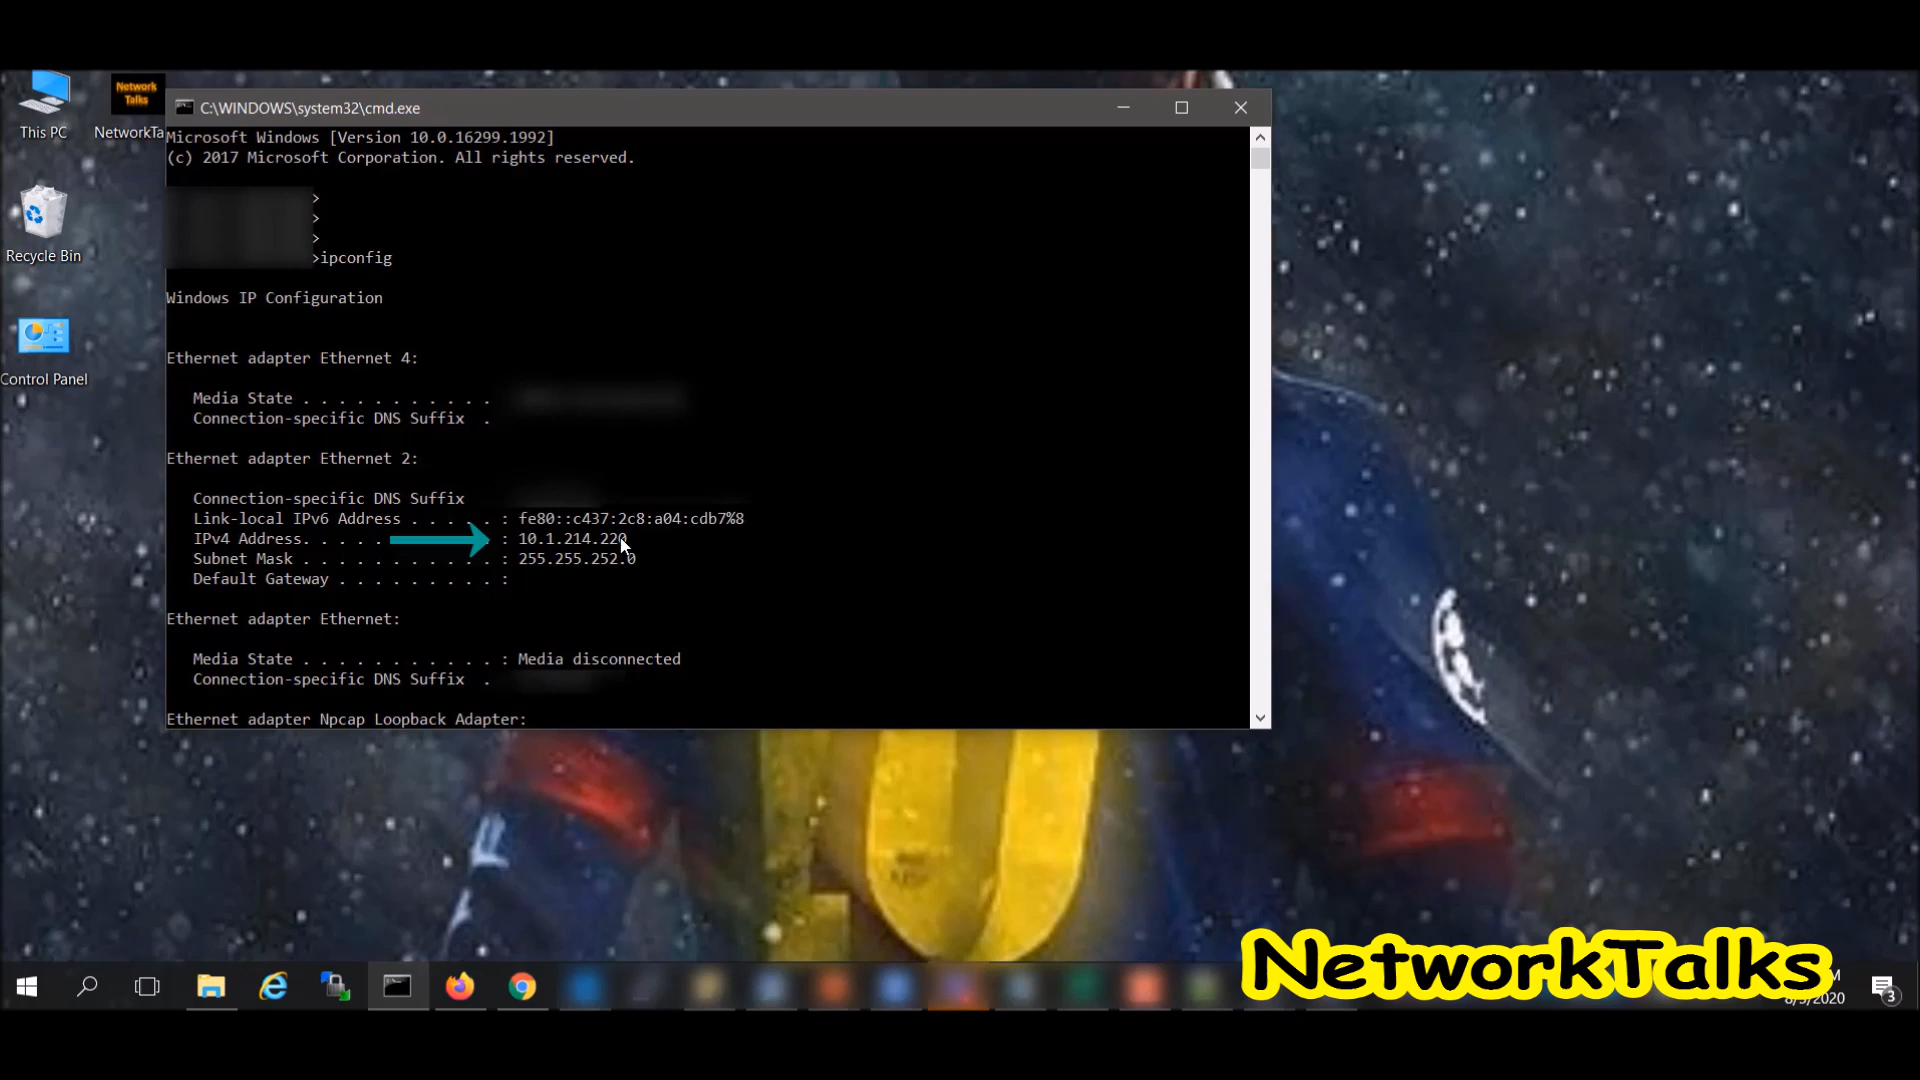 This PC
Network
Talks
NetworkTa
Recycle Bin
Control Panel
C:\WINDOWS\system32\cmd.exe
Microsoft Windows [Version 10.0.16299.1992]
(c) 2017 Microsoft Corporation. All rights reserved.
>
>
>
>ipconfig
Windows IP Configuration
Ethernet adapter Ethernet 4:
Media State . . . . . . . . . . .
Connection-specific DNS Suffix  .
Ethernet adapter Ethernet 2:
Connection-specific DNS Suffix
Link-local IPv6 Address . . . . . : fe80::c437:2c8:a04:cdb7%8
IPv4 Address. . . . . : 10.1.214.220
Subnet Mask . . . . . . . . . . . : 255.255.252.0
Default Gateway . . . . . . . . . :
Ethernet adapter Ethernet:
Media State . . . . . . . . . . . : Media disconnected
Connection-specific DNS Suffix  .
Ethernet adapter Npcap Loopback Adapter:
NetworkTalks
3